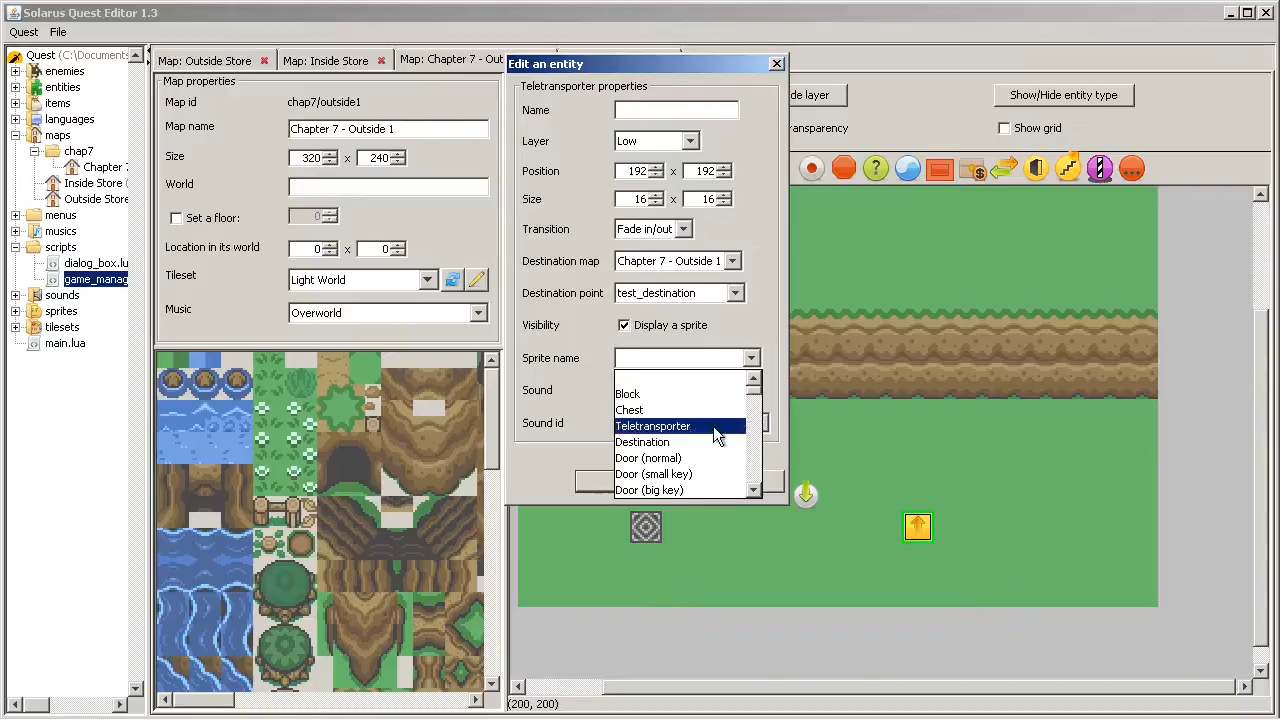 Solarus Quest Editor 1.3
Quest File
Quest (C:\Documents
enemies
entities
items
languages
maps
chap7
Chapter
Inside Store (
Outside Store
menus
musics
scripts
dialog_box.lu
game_manag
sounds
sprites
tilesets
main.lua
Map: Outside Store
Map: Inside Store
Map: Chapter 7 - Out
Map properties
Map id chap7/outside1
Map name Chapter 7 - Outside 1
Size 320 x 240
World
Set a floor: 0
Location in its world 0 x 0
Tileset Light World
Music Overworld
Edit an entity
Teletransporter properties
Name
Layer Low
Position 192 x 192
Size 16 x 16
Transition Fade in/out
Destination map Chapter 7 - Outside 1
Destination point test_destination
Visibility Display a sprite
Sprite name
Sound
Sound id
Block
Chest
Teletransporter
Destination
Door (normal)
Door (small key)
Door (big key)
de layer
Show/Hide entity type
ransparency
Show grid
(200, 200)